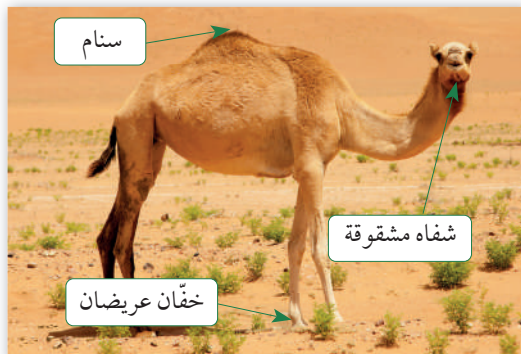 سنام
شفاه مشقوقة
خفّان عريضان